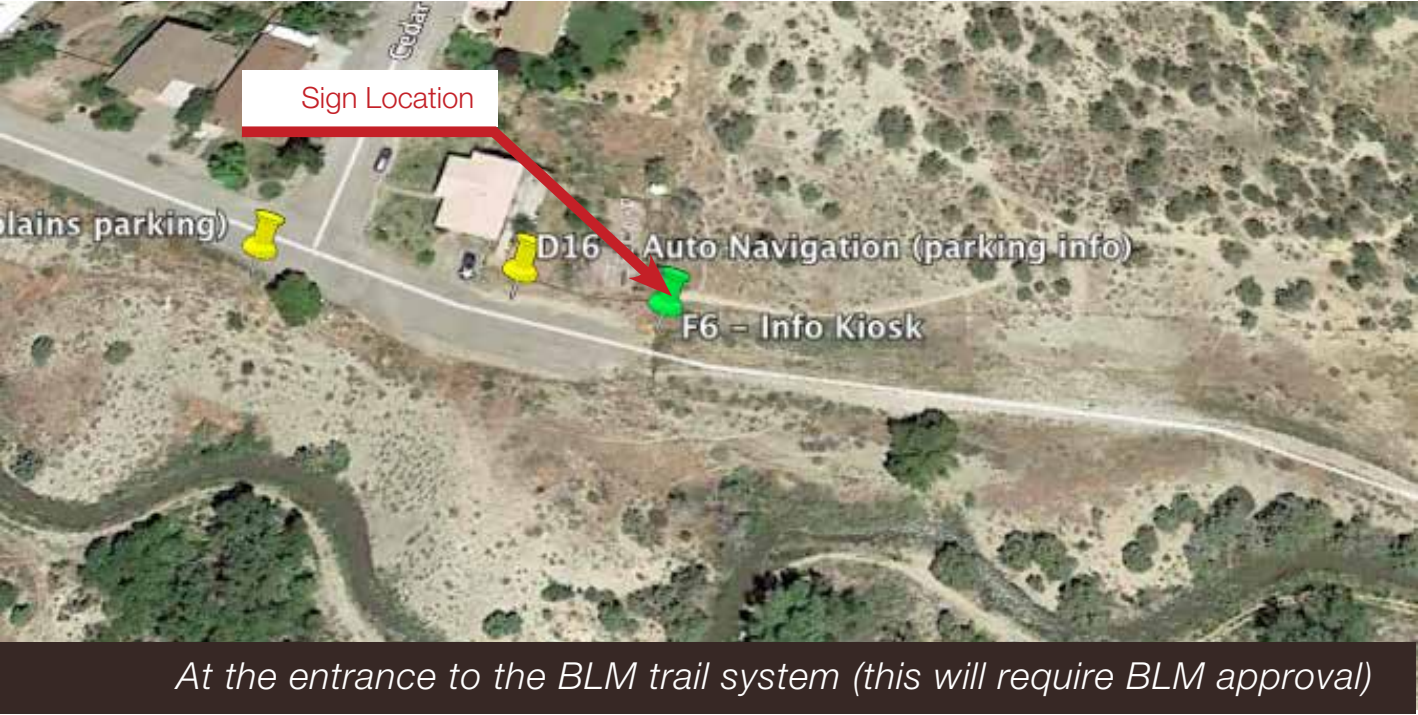 Cedar
Sign Location
plains parking)
D16 – Auto Navigation (parking info)
F6 – Info Kiosk
At the entrance to the BLM trail system (this will require BLM approval)